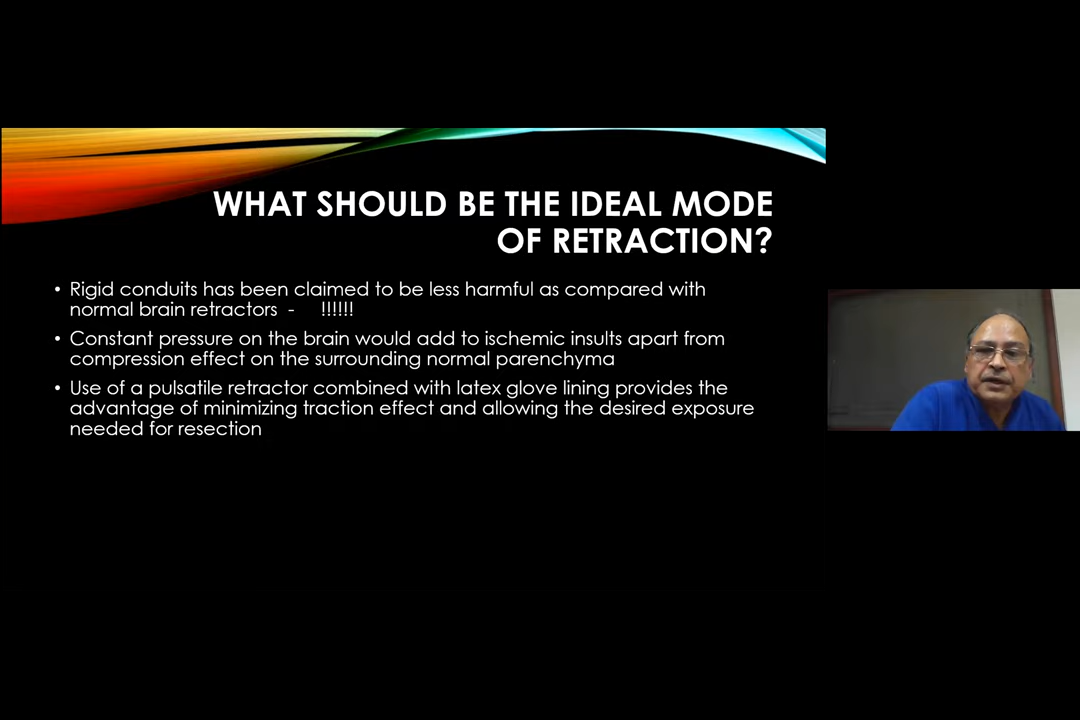 WHAT SHOULD BE THE IDEAL MODE
OF RETRACTION?
• Rigid conduits has been claimed to be less harmful as compared with
normal brain retractors - !!!!!!
• Constant pressure on the brain would add to ischemic insults apart from
compression effect on the surrounding normal parenchyma
• Use of a pulsatile retractor combined with latex glove lining provides the
advantage of minimizing traction effect and allowing the desired exposure
needed for resection